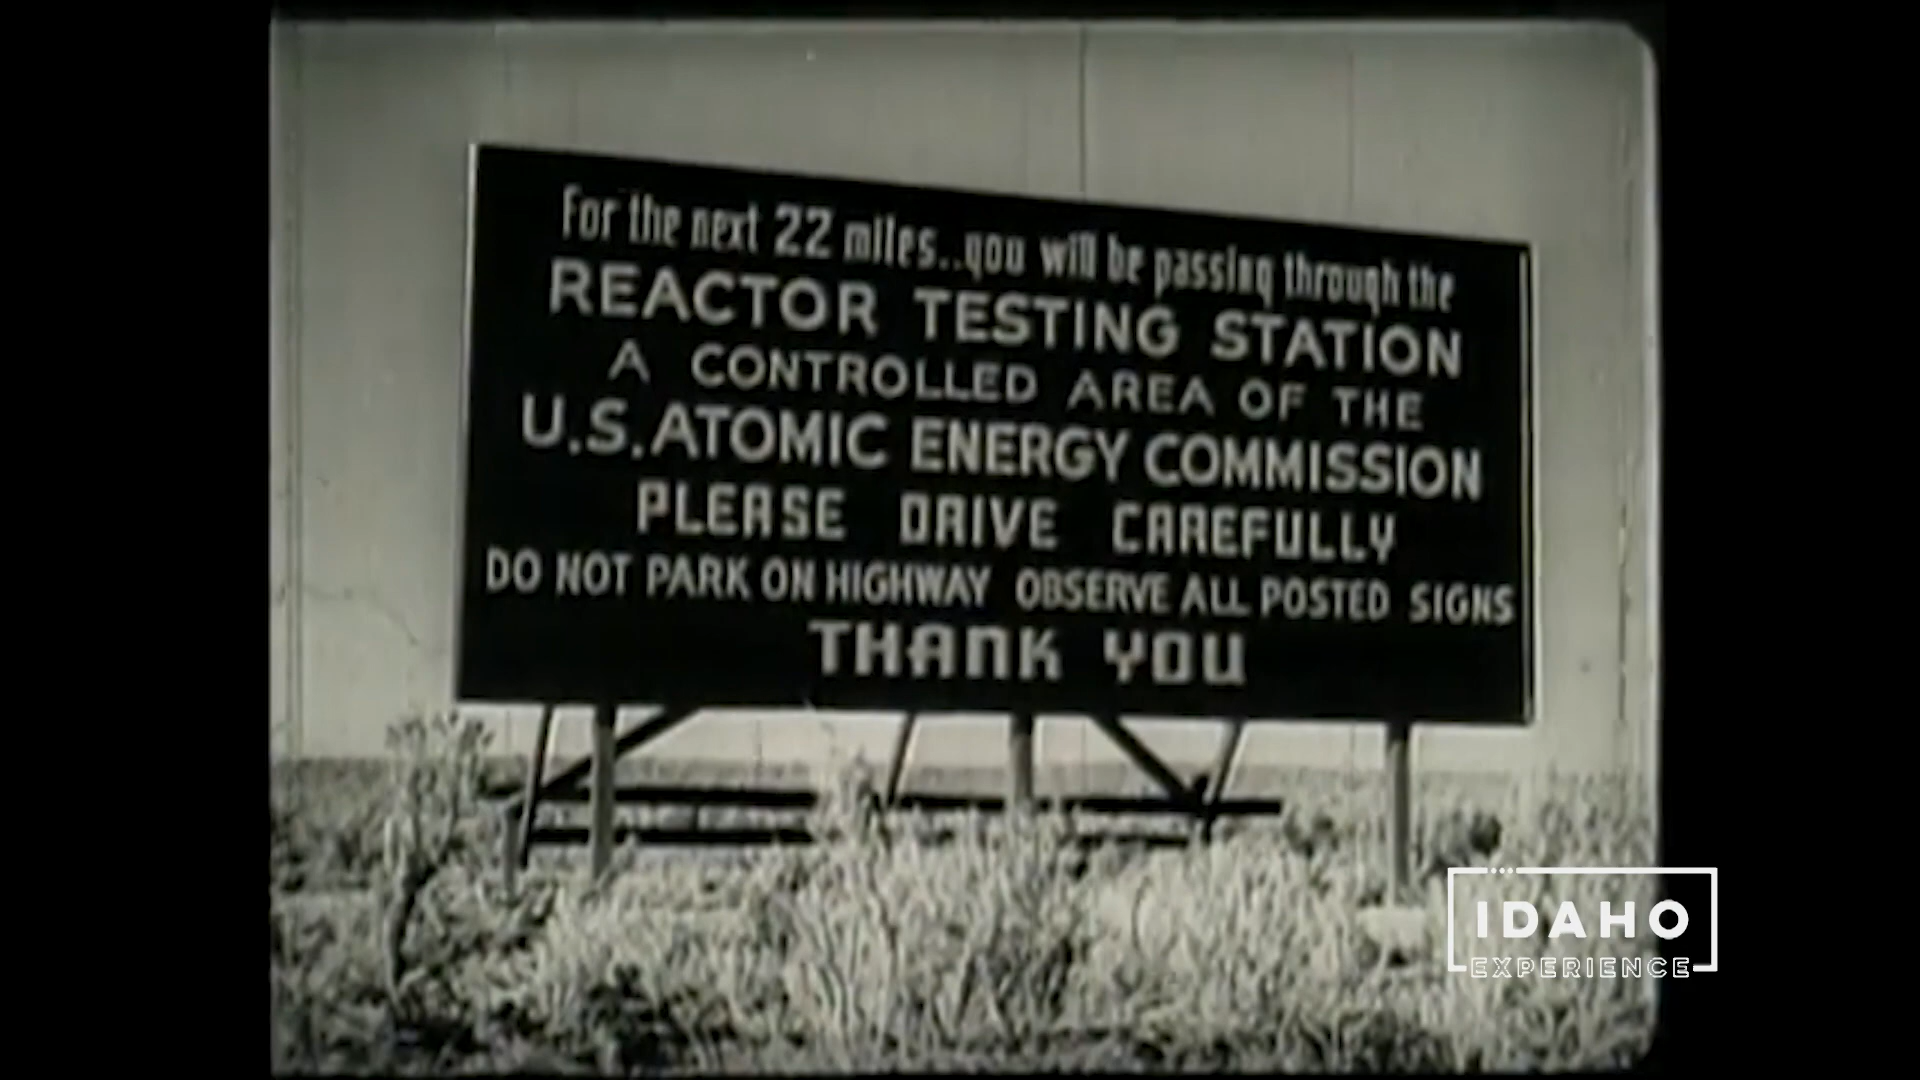 For the next 22 miles..you will be passing through the
REACTOR TESTING STATION
A CONTROLLED AREA OF THE
U.S. ATOMIC ENERGY COMMISSION
PLEASE DRIVE CAREFULLY
DO NOT PARK ON HIGHWAY OBSERVE ALL POSTED SIGNS
THANK YOU
IDAHO
EXPERIENCE